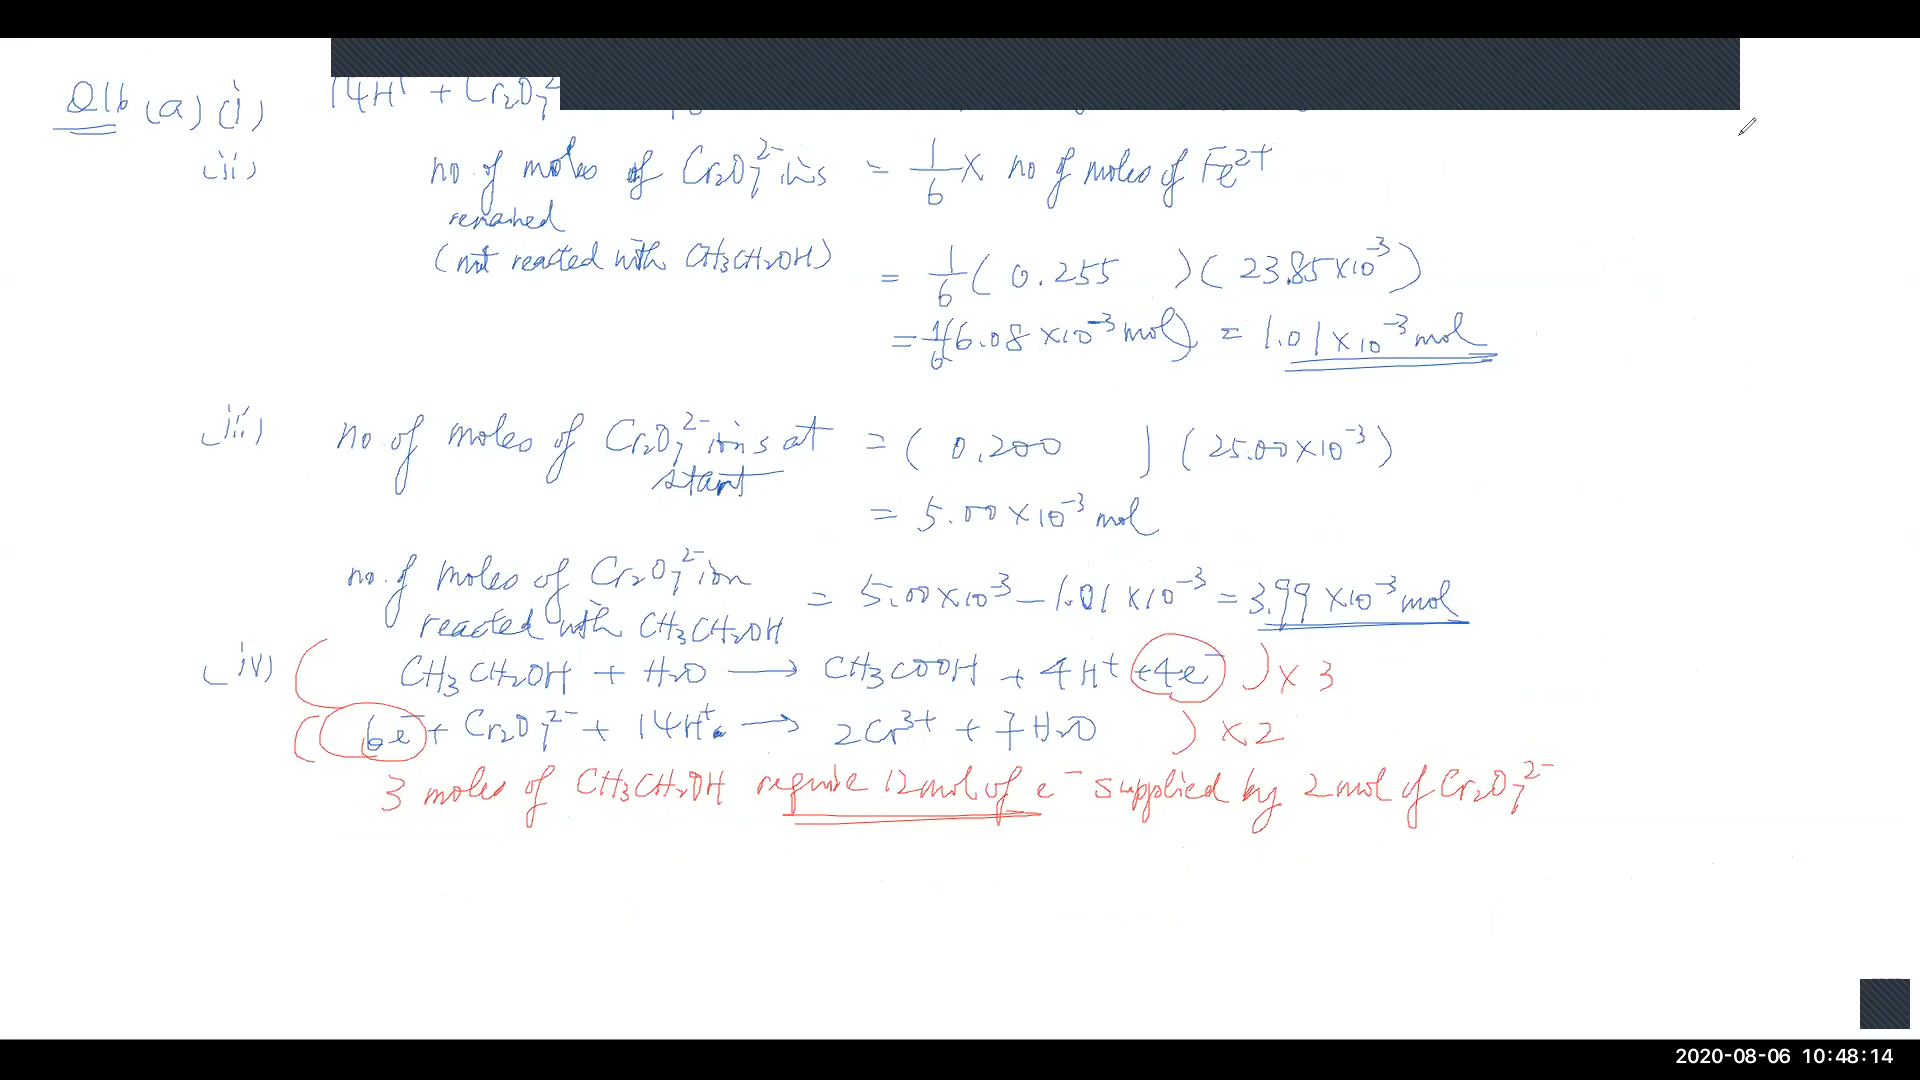 Q1b (a) (i) 14H⁺ + Cr₂O₇²
(ii) no of moles of Cr₂O₇²⁻ ions = 1/6 × no of moles of Fe²⁺
remained
(not reacted with CH₃CH₂OH)
= 1/6 ( 0.255 ) ( 23.85×10⁻³ )
= 1/6 (6.08 ×10⁻³ mol) = 1.01 × 10⁻³ mol
(iii) no. of moles of Cr₂O₇²⁻ ions at = ( 0.200 ) ( 25.00×10⁻³ )
start
= 5.00 × 10⁻³ mol
no. of moles of Cr₂O₇²⁻ ion = 5.00×10⁻³ – 1.01 ×10⁻³ = 3.99 ×10⁻³ mol
reacted with CH₃CH₂OH
(iv) ( CH₃CH₂OH + H₂O ⟶ CH₃COOH + 4H⁺ +4e⁻ ) × 3
( 6e⁻ + Cr₂O₇²⁻ + 14H⁺ ⟶ 2Cr³⁺ + 7H₂O ) × 2
3 moles of CH₃CH₂OH require 12 mol of e⁻ supplied by 2 mol of Cr₂O₇²⁻
2020-08-06 10:48:14